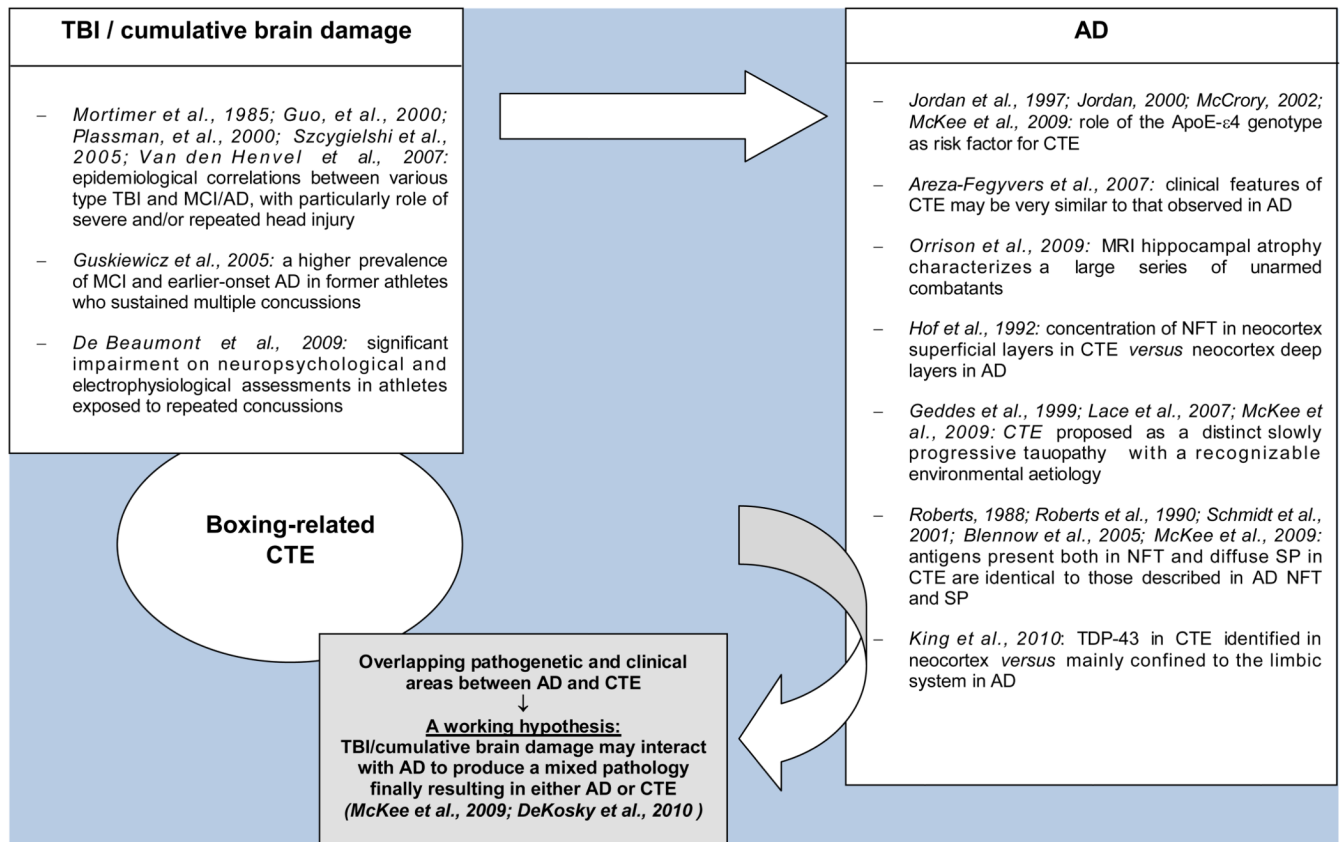 TBI / cumulative brain damage
– Mortimer et al., 1985; Guo, et al., 2000;
Plassman, et al., 2000; Szcygielshi et al.,
2005; Van den Henvel et al., 2007:
epidemiological correlations between various
type TBI and MCI/AD, with particularly role of
severe and/or repeated head injury
– Guskiewicz et al., 2005: a higher prevalence
of MCI and earlier-onset AD in former athletes
who sustained multiple concussions
– De Beaumont et al., 2009: significant
impairment on neuropsychological and
electrophysiological assessments in athletes
exposed to repeated concussions
Boxing-related
CTE
Overlapping pathogenetic and clinical
areas between AD and CTE
↓
A working hypothesis:
TBI/cumulative brain damage may interact
with AD to produce a mixed pathology
finally resulting in either AD or CTE
(McKee et al., 2009; DeKosky et al., 2010 )
AD
– Jordan et al., 1997; Jordan, 2000; McCrory, 2002;
McKee et al., 2009: role of the ApoE-ε4 genotype
as risk factor for CTE
– Areza-Fegyvers et al., 2007: clinical features of
CTE may be very similar to that observed in AD
– Orrison et al., 2009: MRI hippocampal atrophy
characterizes a large series of unarmed
combatants
– Hof et al., 1992: concentration of NFT in neocortex
superficial layers in CTE versus neocortex deep
layers in AD
– Geddes et al., 1999; Lace et al., 2007; McKee et
al., 2009: CTE proposed as a distinct slowly
progressive tauopathy with a recognizable
environmental aetiology
– Roberts, 1988; Roberts et al., 1990; Schmidt et al.,
2001; Blennow et al., 2005; McKee et al., 2009:
antigens present both in NFT and diffuse SP in
CTE are identical to those described in AD NFT
and SP
– King et al., 2010: TDP-43 in CTE identified in
neocortex versus mainly confined to the limbic
system in AD